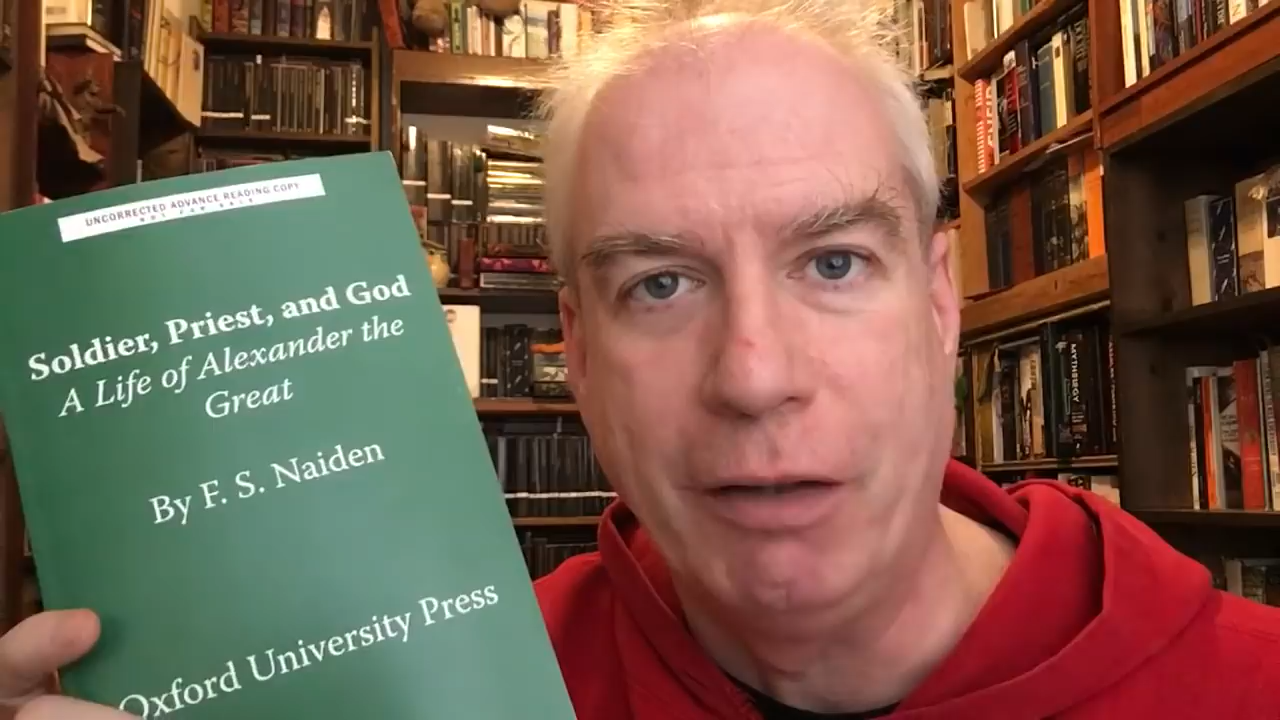 UNCORRECTED ADVANCE READING COPY
NOT FOR SALE
Soldier, Priest, and God
A Life of Alexander the
Great
By F. S. Naiden
Oxford University Press
MYTHOLOGY